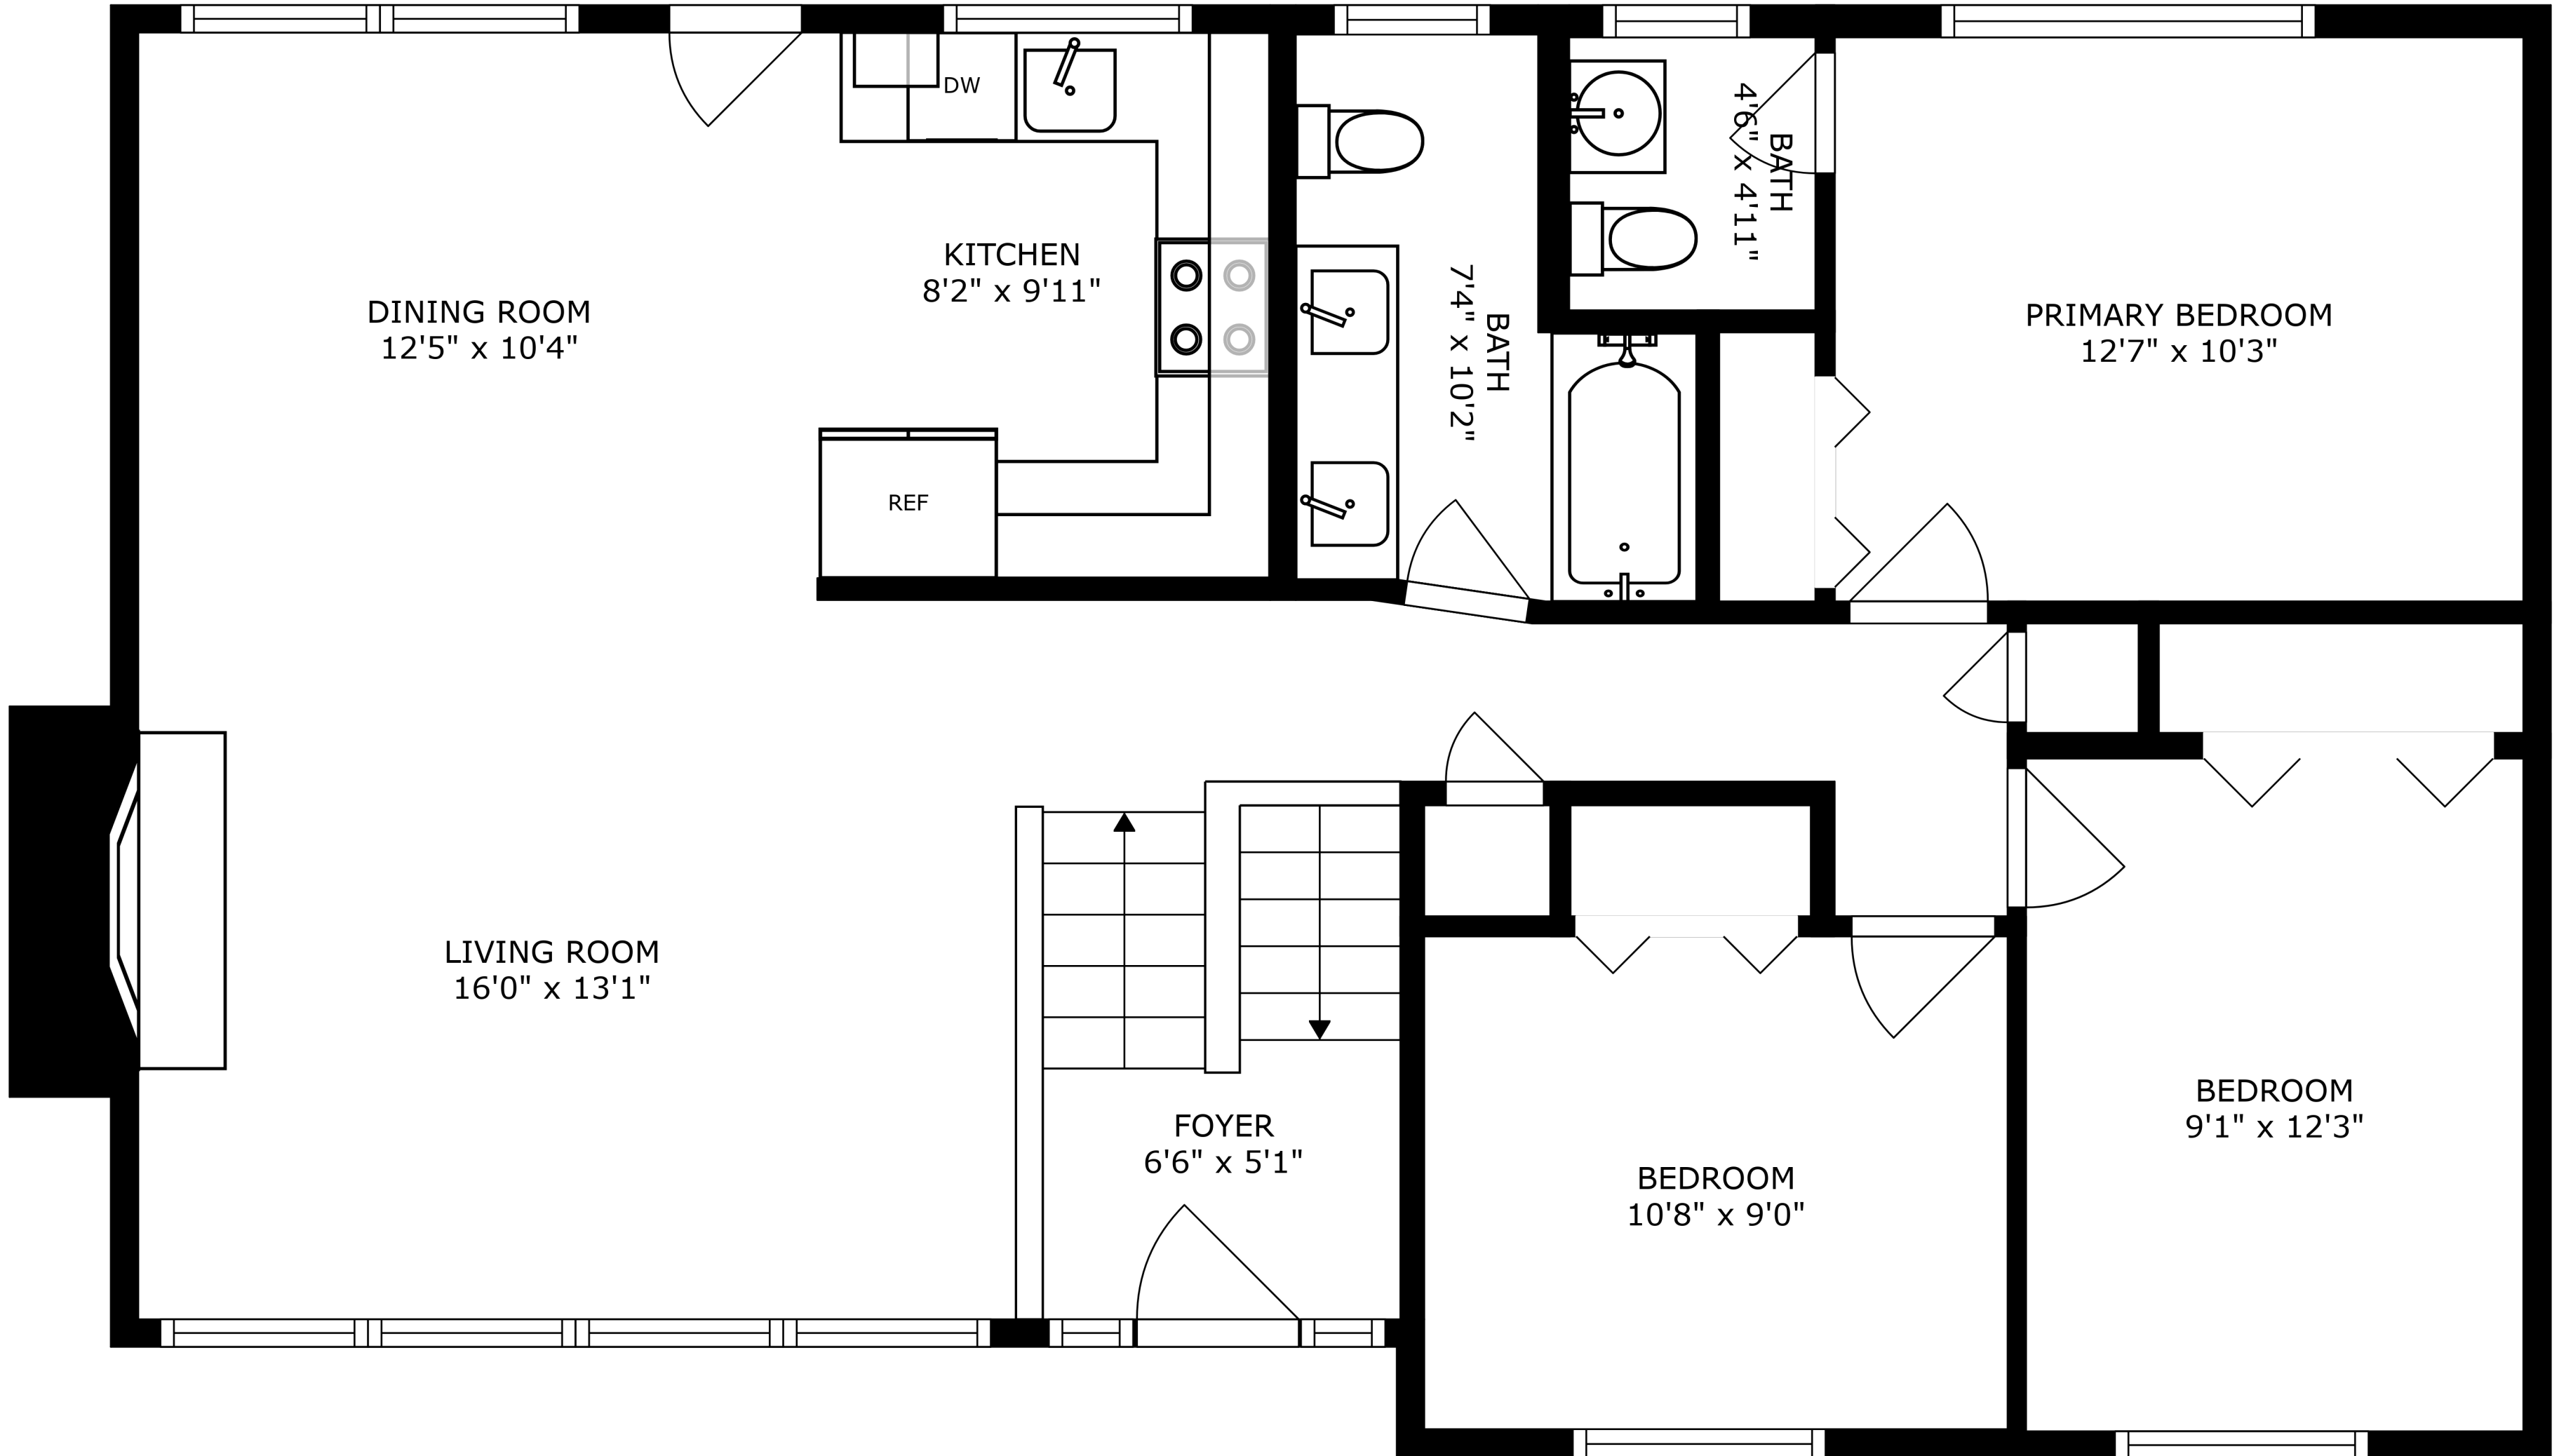 DW
BATH
4'6" x 4'11"
KITCHEN
8'2" x 9'11"
DINING ROOM
12'5" x 10'4"
BATH
7'4" x 10'2"
PRIMARY BEDROOM
12'7" x 10'3"
REF
LIVING ROOM
16'0" x 13'1"
FOYER
6'6" x 5'1"
BEDROOM
10'8" x 9'0"
BEDROOM
9'1" x 12'3"